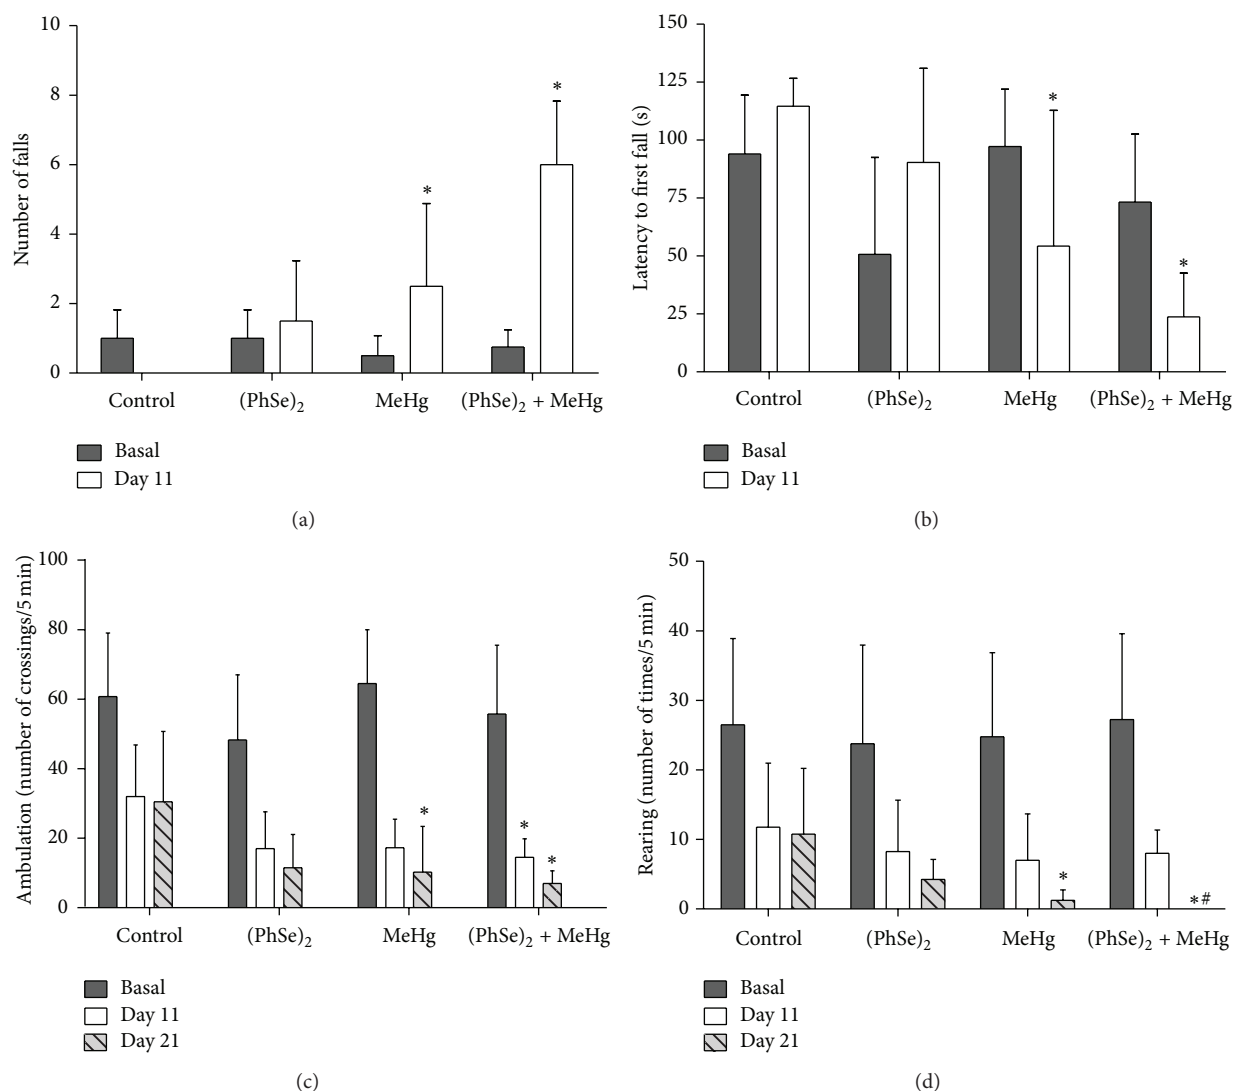 10
8
6
4
2
0
Number of falls
*
*
Control
(PhSe)2
MeHg
(PhSe)2 + MeHg
Basal
Day 11
(a)
150
125
100
75
50
25
0
Latency to first fall (s)
*
*
Control
(PhSe)2
MeHg
(PhSe)2 + MeHg
Basal
Day 11
(b)
100
80
60
40
20
0
Ambulation (number of crossings/5 min)
*
*
*
Control
(PhSe)2
MeHg
(PhSe)2 + MeHg
Basal
Day 11
Day 21
(c)
50
40
30
20
10
0
Rearing (number of times/5 min)
*
*#
Control
(PhSe)2
MeHg
(PhSe)2 + MeHg
Basal
Day 11
Day 21
(d)